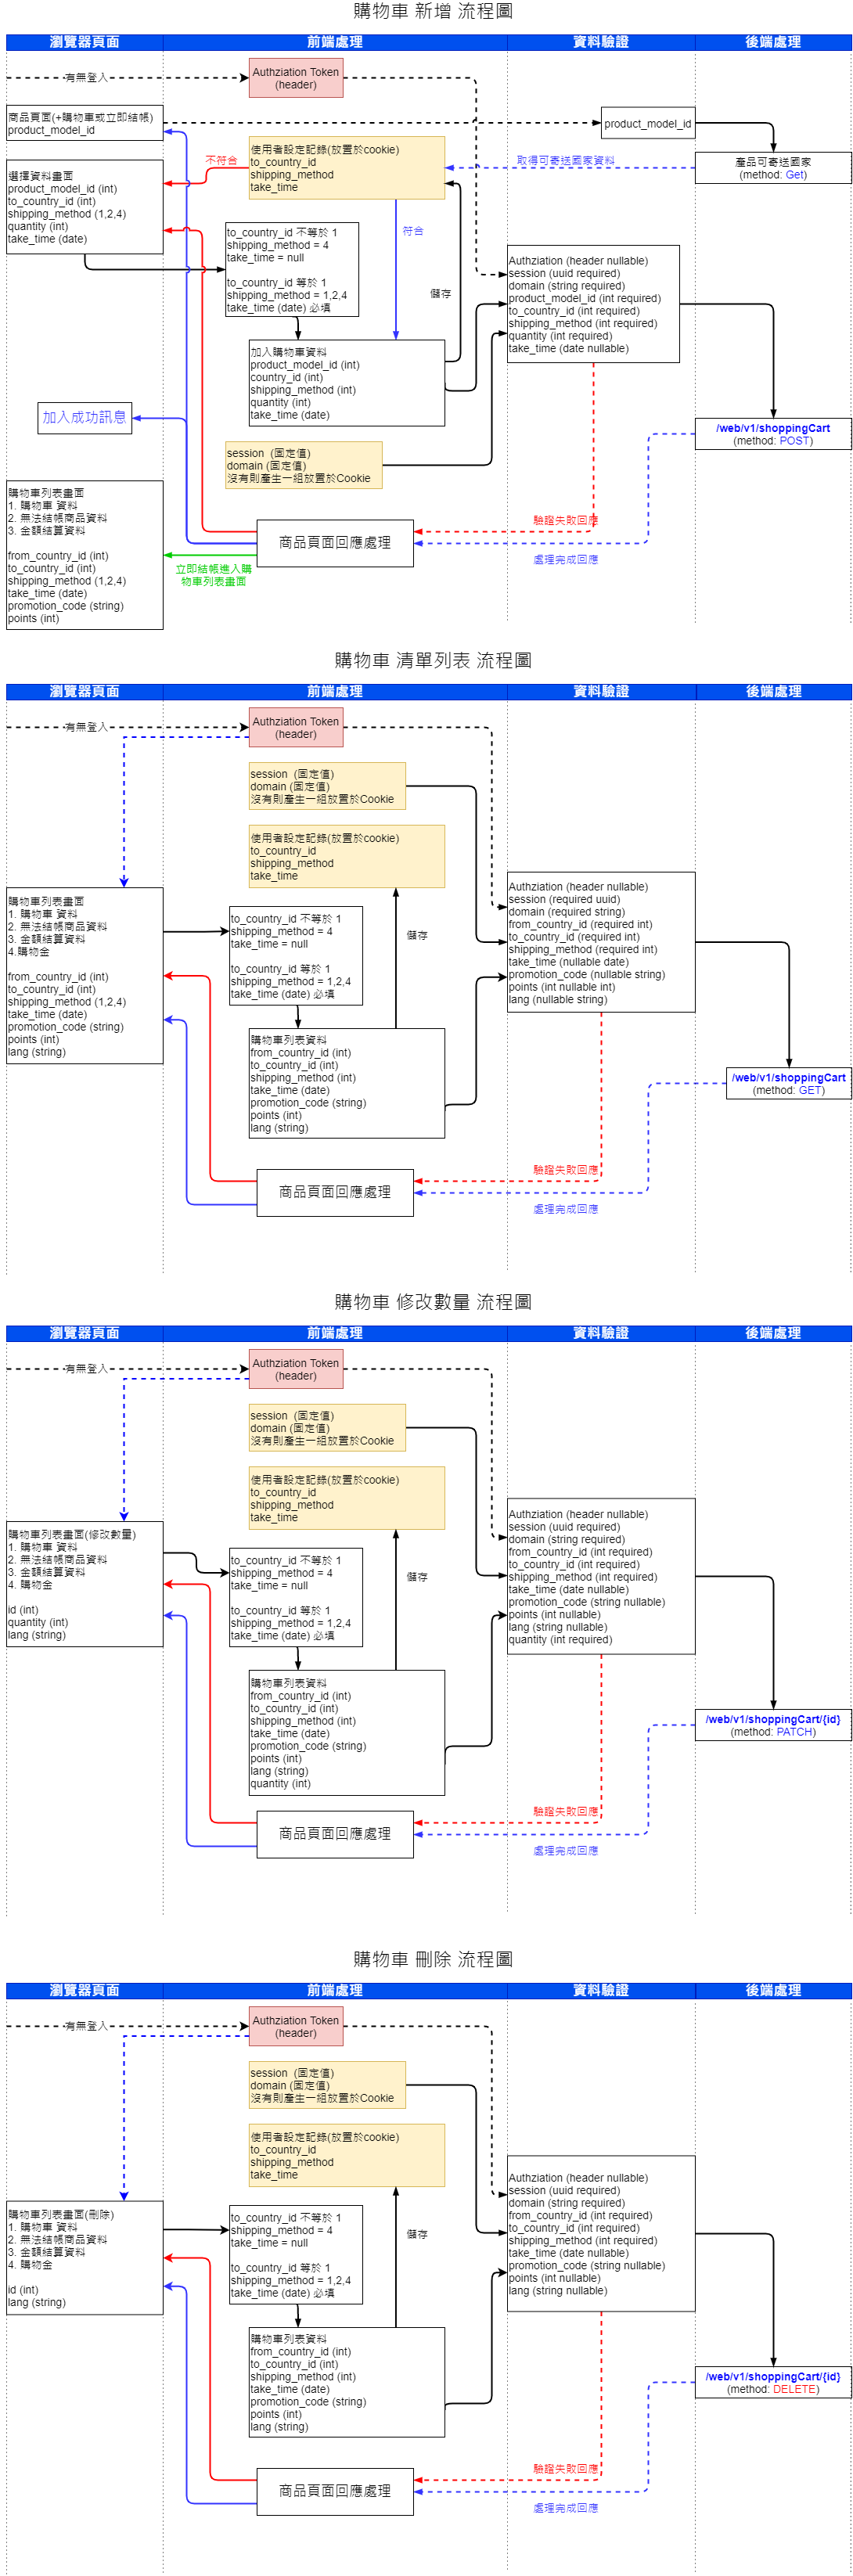 購物車 新增 流程圖
瀏覽器頁面
前端處理
資料驗證
後端處理
有無登入
Authziation Token
(header)
商品頁面(+購物車或立即結帳)
product_model_id
product_model_id
使用者設定記錄(放置於cookie)
to_country_id
shipping_method
take_time
不符合
取得可寄送國家資料
產品可寄送國家
(method: Get)
選擇資料畫面
product_model_id (int)
to_country_id (int)
shipping_method (1,2,4)
quantity (int)
take_time (date)
符合
儲存
to_country_id 不等於 1
shipping_method = 4
take_time = null
to_country_id 等於 1
shipping_method = 1,2,4
take_time (date) 必填
Authziation (header nullable)
session (uuid required)
domain (string required)
product_model_id (int required)
to_country_id (int required)
shipping_method (int required)
quantity (int required)
take_time (date nullable)
加入購物車資料
product_model_id (int)
country_id (int)
shipping_method (int)
quantity (int)
take_time (date)
加入成功訊息
/web/v1/shoppingCart
(method: POST)
session (固定值)
domain (固定值)
沒有則產生一組放置於Cookie
購物車列表畫面
1. 購物車 資料
2. 無法結帳商品資料
3. 金額結算資料
from_country_id (int)
to_country_id (int)
shipping_method (1,2,4)
take_time (date)
promotion_code (string)
points (int)
商品頁面回應處理
驗證失敗回應
處理完成回應
立即結帳進入購
物車列表畫面
購物車 清單列表 流程圖
瀏覽器頁面
前端處理
資料驗證
後端處理
有無登入
Authziation Token
(header)
session (固定值)
domain (固定值)
沒有則產生一組放置於Cookie
使用者設定記錄(放置於cookie)
to_country_id
shipping_method
take_time
購物車列表畫面
1. 購物車 資料
2. 無法結帳商品資料
3. 金額結算資料
4.購物金
from_country_id (int)
to_country_id (int)
shipping_method (1,2,4)
take_time (date)
promotion_code (string)
points (int)
lang (string)
to_country_id 不等於 1
shipping_method = 4
take_time = null
to_country_id 等於 1
shipping_method = 1,2,4
take_time (date) 必填
儲存
Authziation (header nullable)
session (required uuid)
domain (required string)
from_country_id (required int)
to_country_id (required int)
shipping_method (required int)
take_time (nullable date)
promotion_code (nullable string)
points (int nullable int)
lang (nullable string)
購物車列表資料
from_country_id (int)
to_country_id (int)
shipping_method (int)
take_time (date)
promotion_code (string)
points (int)
lang (string)
/web/v1/shoppingCart
(method: GET)
商品頁面回應處理
驗證失敗回應
處理完成回應
購物車 修改數量 流程圖
瀏覽器頁面
前端處理
資料驗證
後端處理
有無登入
Authziation Token
(header)
session (固定值)
domain (固定值)
沒有則產生一組放置於Cookie
使用者設定記錄(放置於cookie)
to_country_id
shipping_method
take_time
購物車列表畫面(修改數量)
1. 購物車 資料
2. 無法結帳商品資料
3. 金額結算資料
4. 購物金
id (int)
quantity (int)
lang (string)
to_country_id 不等於 1
shipping_method = 4
take_time = null
to_country_id 等於 1
shipping_method = 1,2,4
take_time (date) 必填
儲存
Authziation (header nullable)
session (uuid required)
domain (string required)
from_country_id (int required)
to_country_id (int required)
shipping_method (int required)
take_time (date nullable)
promotion_code (string nullable)
points (int nullable)
lang (string nullable)
quantity (int required)
購物車列表資料
from_country_id (int)
to_country_id (int)
shipping_method (int)
take_time (date)
promotion_code (string)
points (int)
lang (string)
quantity (int)
/web/v1/shoppingCart/{id}
(method: PATCH)
商品頁面回應處理
驗證失敗回應
處理完成回應
購物車 刪除 流程圖
瀏覽器頁面
前端處理
資料驗證
後端處理
有無登入
Authziation Token
(header)
session (固定值)
domain (固定值)
沒有則產生一組放置於Cookie
使用者設定記錄(放置於cookie)
to_country_id
shipping_method
take_time
購物車列表畫面(刪除)
1. 購物車 資料
2. 無法結帳商品資料
3. 金額結算資料
4. 購物金
id (int)
lang (string)
to_country_id 不等於 1
shipping_method = 4
take_time = null
to_country_id 等於 1
shipping_method = 1,2,4
take_time (date) 必填
儲存
Authziation (header nullable)
session (uuid required)
domain (string required)
from_country_id (int required)
to_country_id (int required)
shipping_method (int required)
take_time (date nullable)
promotion_code (string nullable)
points (int nullable)
lang (string nullable)
購物車列表資料
from_country_id (int)
to_country_id (int)
shipping_method (int)
take_time (date)
promotion_code (string)
points (int)
lang (string)
/web/v1/shoppingCart/{id}
(method: DELETE)
商品頁面回應處理
驗證失敗回應
處理完成回應